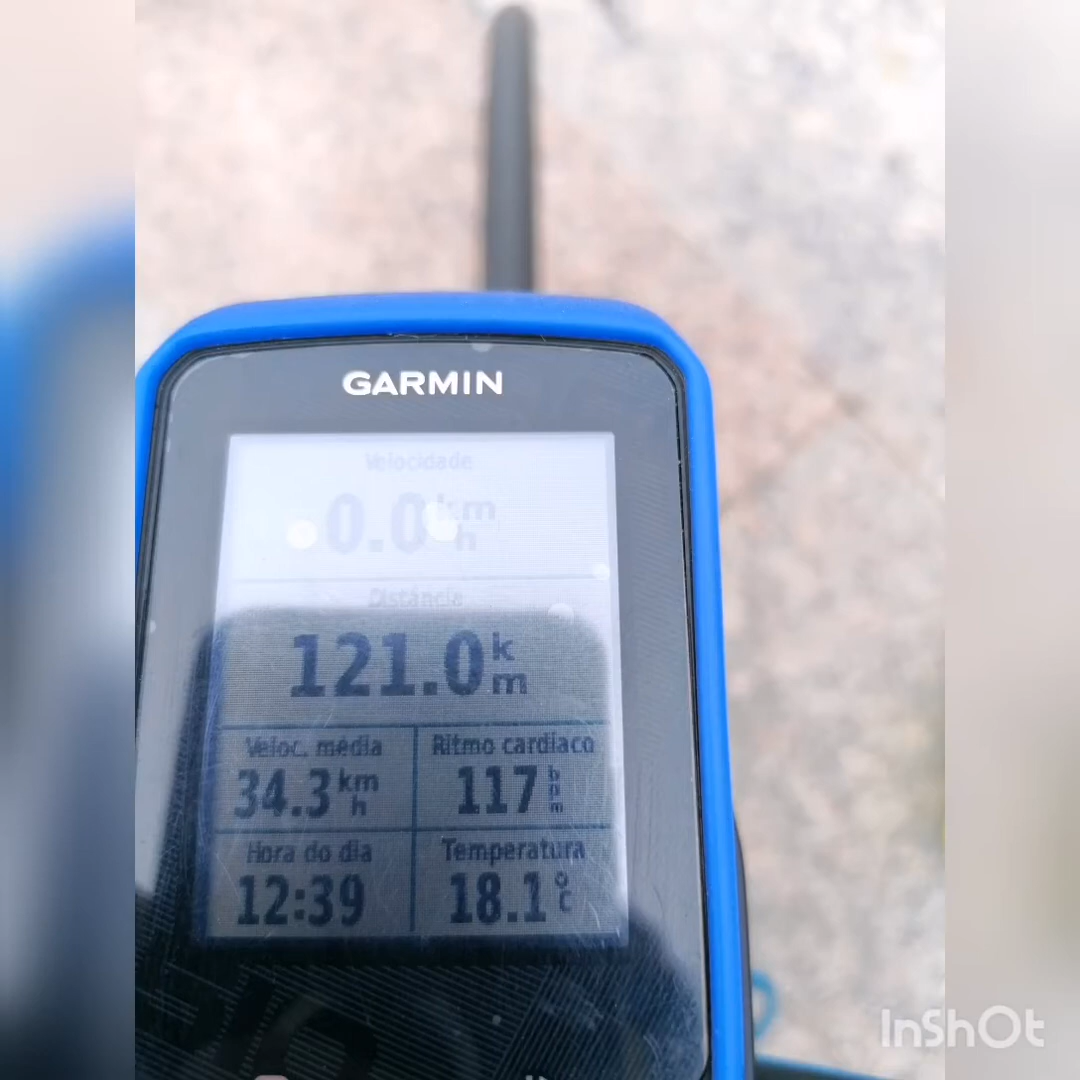 GARMIN
Velocidade
0.0 km h
Distância
121.0 km
Veloc. média Ritmo cardíaco
34.3 km h 117 bpm
Hora do dia Temperatura
12:39 18.1 °C
InShOt